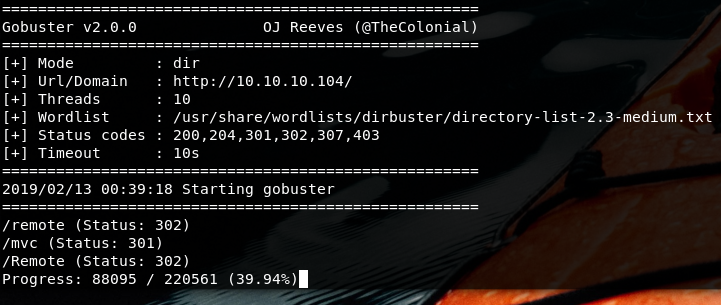 =====================================================
Gobuster v2.0.0              OJ Reeves (@TheColonial)
=====================================================
[+] Mode         : dir
[+] Url/Domain   : http://10.10.10.104/
[+] Threads      : 10
[+] Wordlist     : /usr/share/wordlists/dirbuster/directory-list-2.3-medium.txt
[+] Status codes : 200,204,301,302,307,403
[+] Timeout      : 10s
=====================================================
2019/02/13 00:39:18 Starting gobuster
=====================================================
/remote (Status: 302)
/mvc (Status: 301)
/Remote (Status: 302)
Progress: 88095 / 220561 (39.94%)